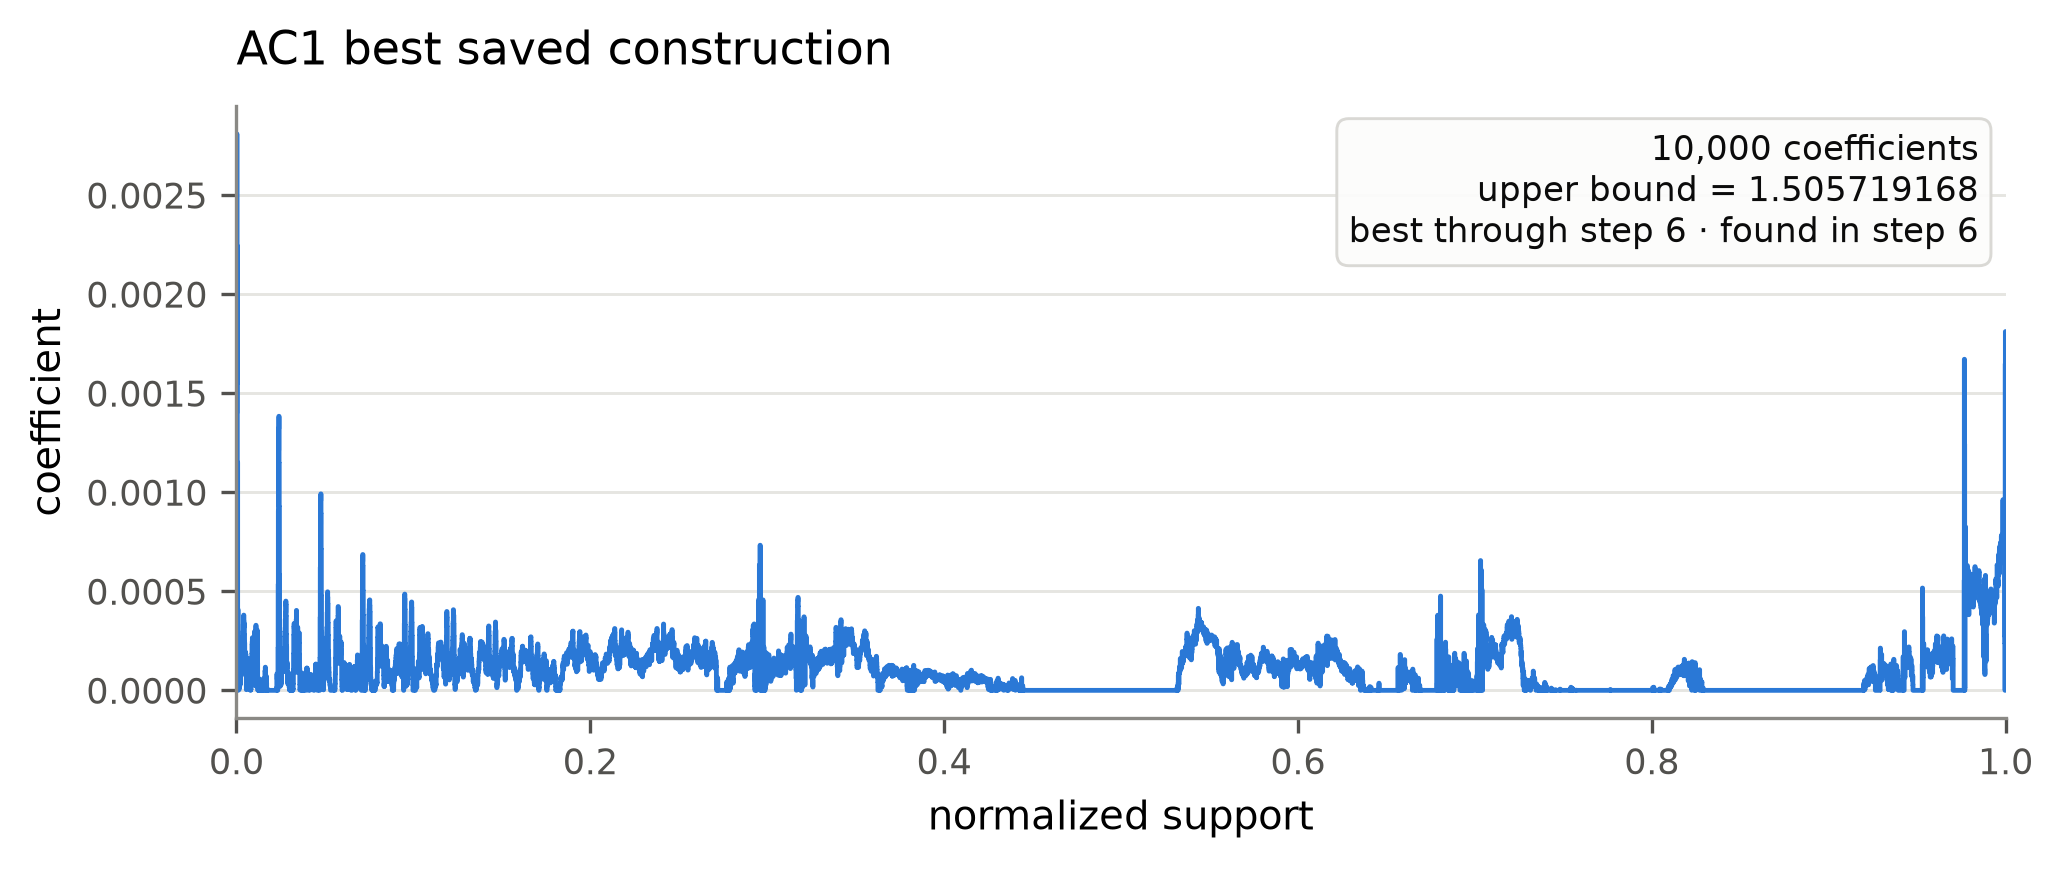 AC1 best saved construction
10,000 coefficients
upper bound = 1.505719168
best through step 6 · found in step 6
coefficient
0.0025
0.0020
0.0015
0.0010
0.0005
0.0000
0.0 0.2 0.4 0.6 0.8 1.0
normalized support